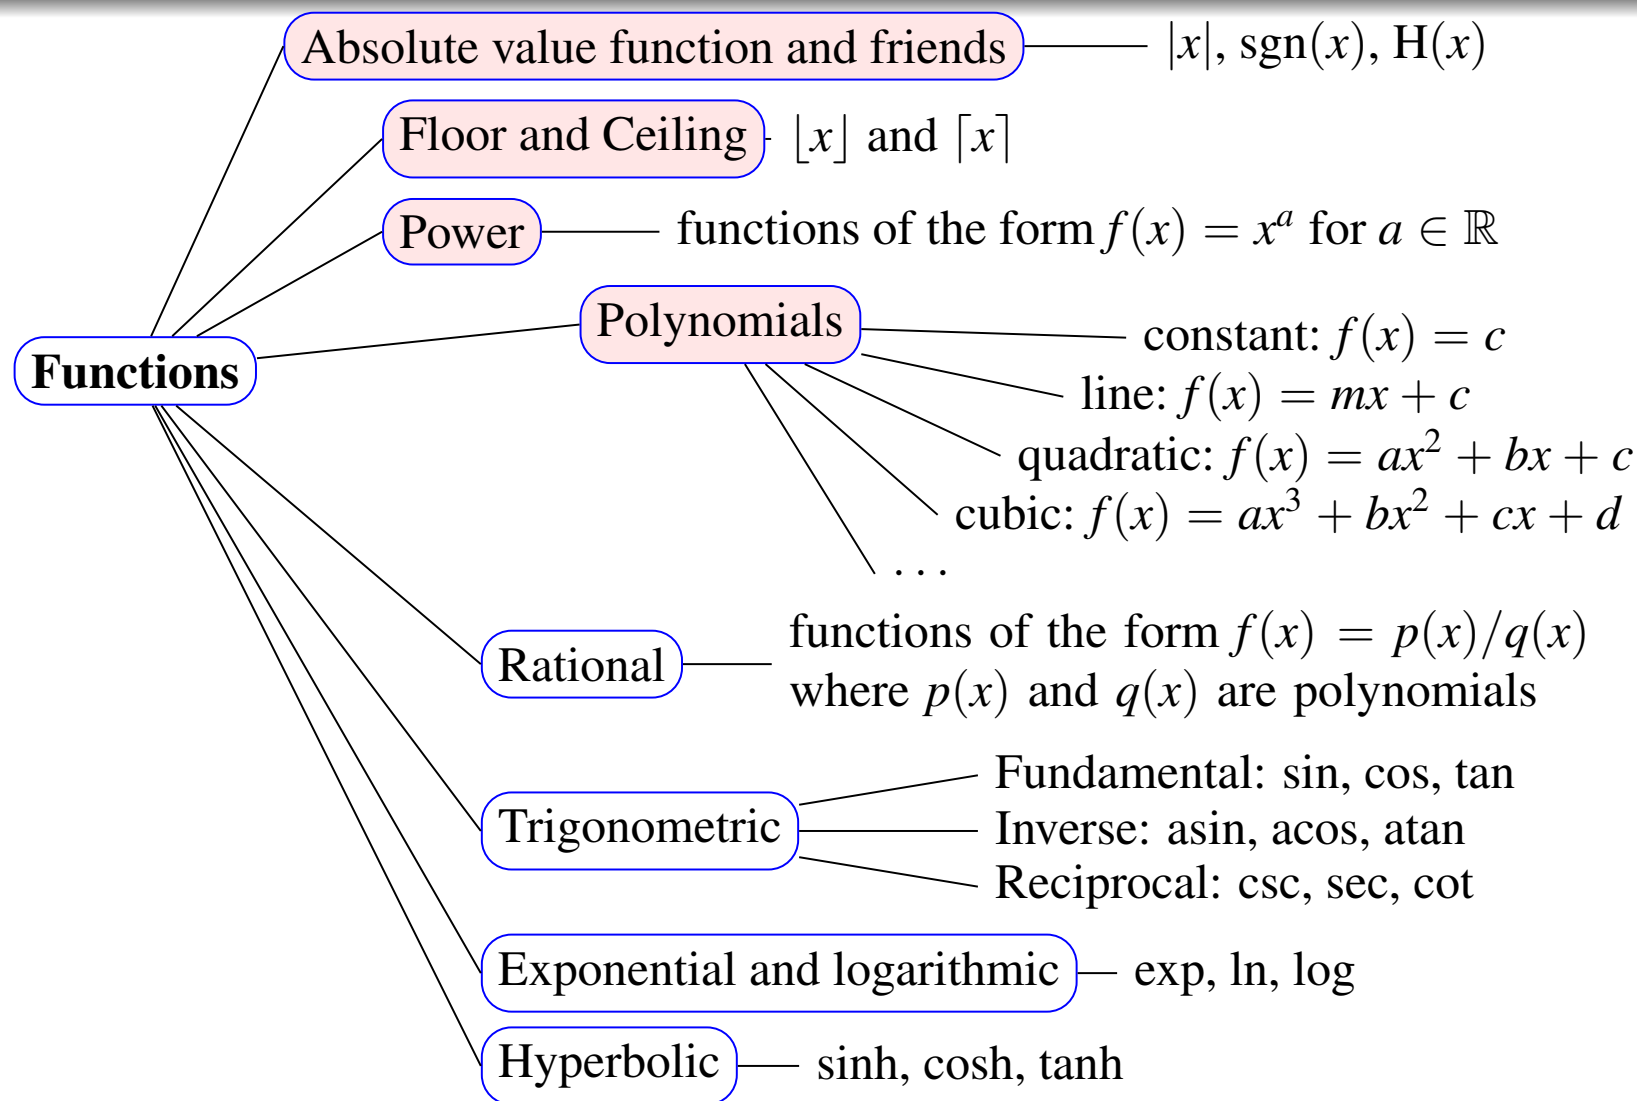 Absolute value function and friends
|x|, sgn(x), H(x)
Floor and Ceiling
⌊x⌋ and ⌈x⌉
Power
functions of the form f(x) = xᵃ for a ∈ ℝ
Functions
Polynomials
constant: f(x) = c
line: f(x) = mx + c
quadratic: f(x) = ax² + bx + c
cubic: f(x) = ax³ + bx² + cx + d
...
Rational
functions of the form f(x) = p(x)/q(x)
where p(x) and q(x) are polynomials
Trigonometric
Fundamental: sin, cos, tan
Inverse: asin, acos, atan
Reciprocal: csc, sec, cot
Exponential and logarithmic
exp, ln, log
Hyperbolic
sinh, cosh, tanh